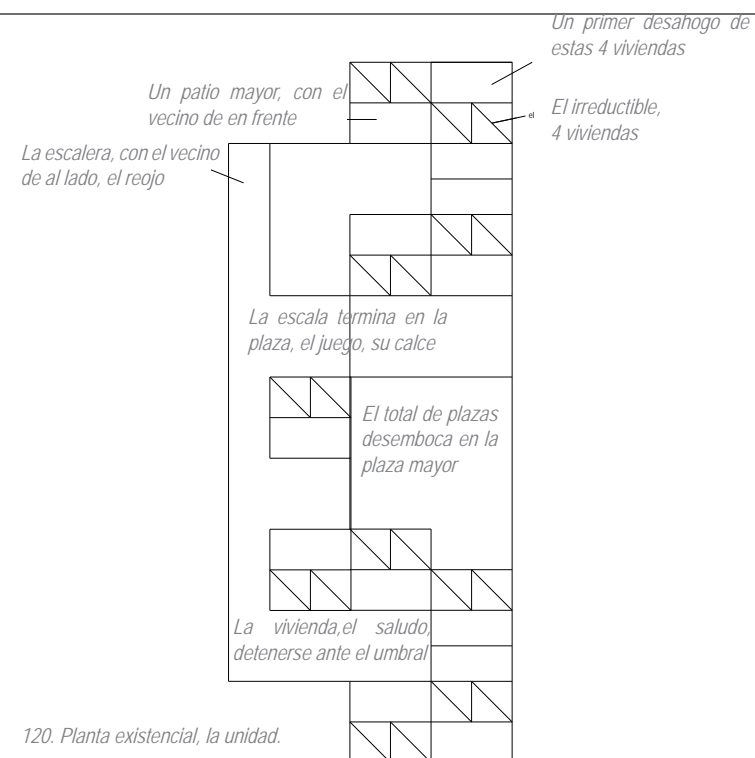 Un primer desahogo de
estas 4 viviendas
Un patio mayor, con el
vecino de en frente
el
El irreductible,
4 viviendas
La escalera, con el vecino
de al lado, el reojo
La escala termina en la
plaza, el juego, su calce
El total de plazas
desemboca en la
plaza mayor
La vivienda,el saludo,
detenerse ante el umbral
120. Planta existencial, la unidad.